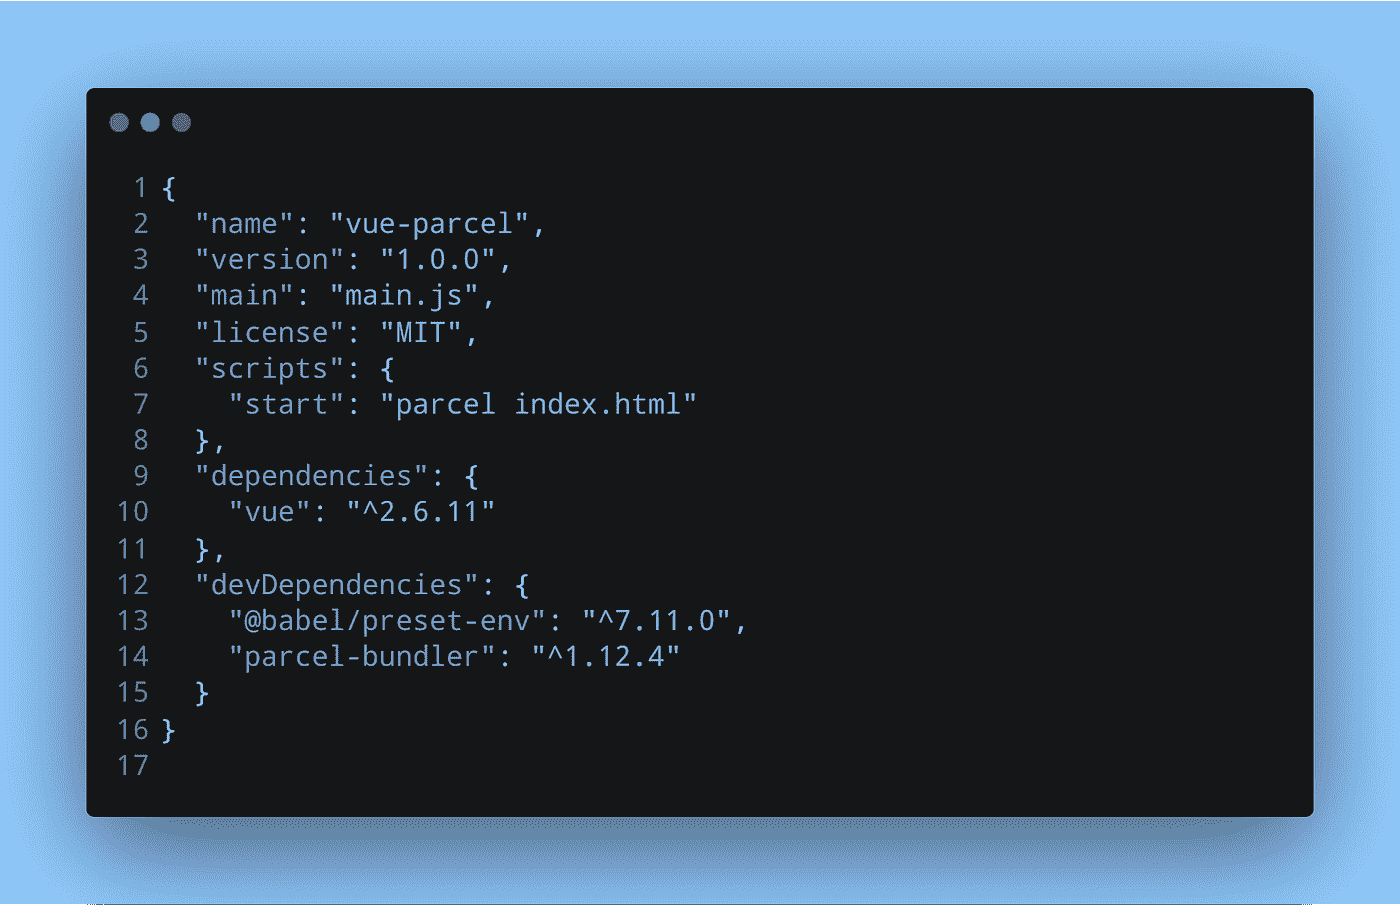 1 {
2   "name": "vue-parcel",
3   "version": "1.0.0",
4   "main": "main.js",
5   "license": "MIT",
6   "scripts": {
7     "start": "parcel index.html"
8   },
9   "dependencies": {
10     "vue": "^2.6.11"
11   },
12   "devDependencies": {
13     "@babel/preset-env": "^7.11.0",
14     "parcel-bundler": "^1.12.4"
15   }
16 }
17